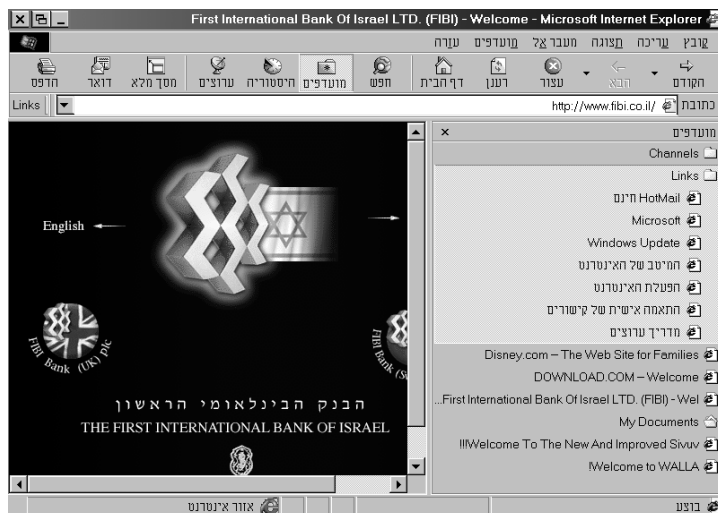 First International Bank Of Israel LTD. (FIBI) - Welcome - Microsoft Internet Explorer
קובץ עריכה תצוגה מעבר אל מועדפים עזרה
הקודם הבא עצור רענן דף הבית חפש מועדפים היסטוריה ערוצים מסך מלא דואר הדפס
כתובת http://www.fibi.co.il/ Links
מועדפים
Channels
Links
HotMail חינם
Microsoft
Windows Update
המיטב של האינטרנט
הפעלת האינטרנט
התאמה אישית של קישורים
מדריך ערוצים
Disney.com – The Web Site for Families
DOWNLOAD.COM – Welcome
...First International Bank Of Israel LTD. (FIBI) - Wel
My Documents
!!!Welcome To The New And Improved Sivuv
!Welcome to WALLA
English
FIBI Bank (UK) plc
FIBI Bank (Sw
הבנק הבינלאומי הראשון
THE FIRST INTERNATIONAL BANK OF ISRAEL
בוצע
אזור אינטרנט